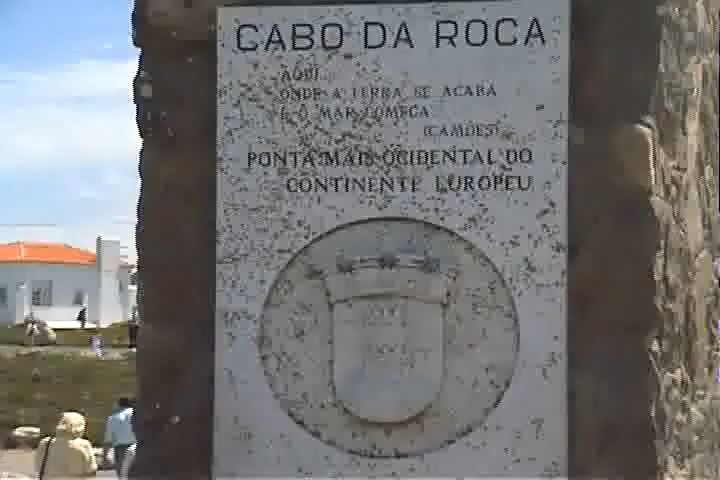 CABO DA ROCA
AQUI...
ONDE A TERRA SE ACABA
E O MAR COMEÇA
(CAMÕES)
PONTA MAIS OCIDENTAL DO
CONTINENTE EUROPEU